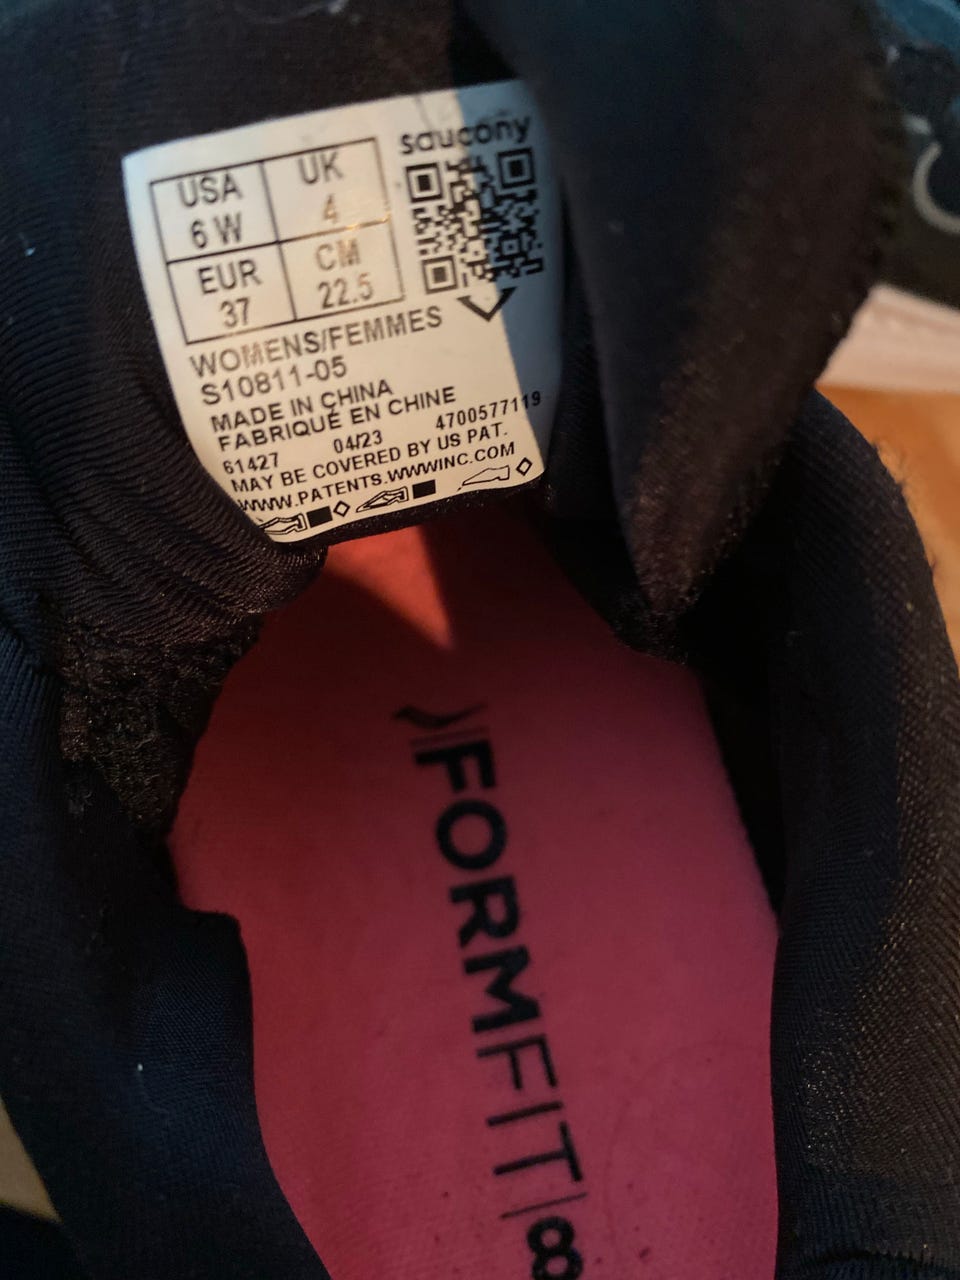 saucony
USA UK
6 W 4
EUR CM
37 22.5
WOMENS/FEMMES
S10811-05
MADE IN CHINA
FABRIQUÉ EN CHINE
61427 04/23 4700577119
MAY BE COVERED BY US PAT.
WWW.PATENTS.WWWINC.COM
FORMFIT